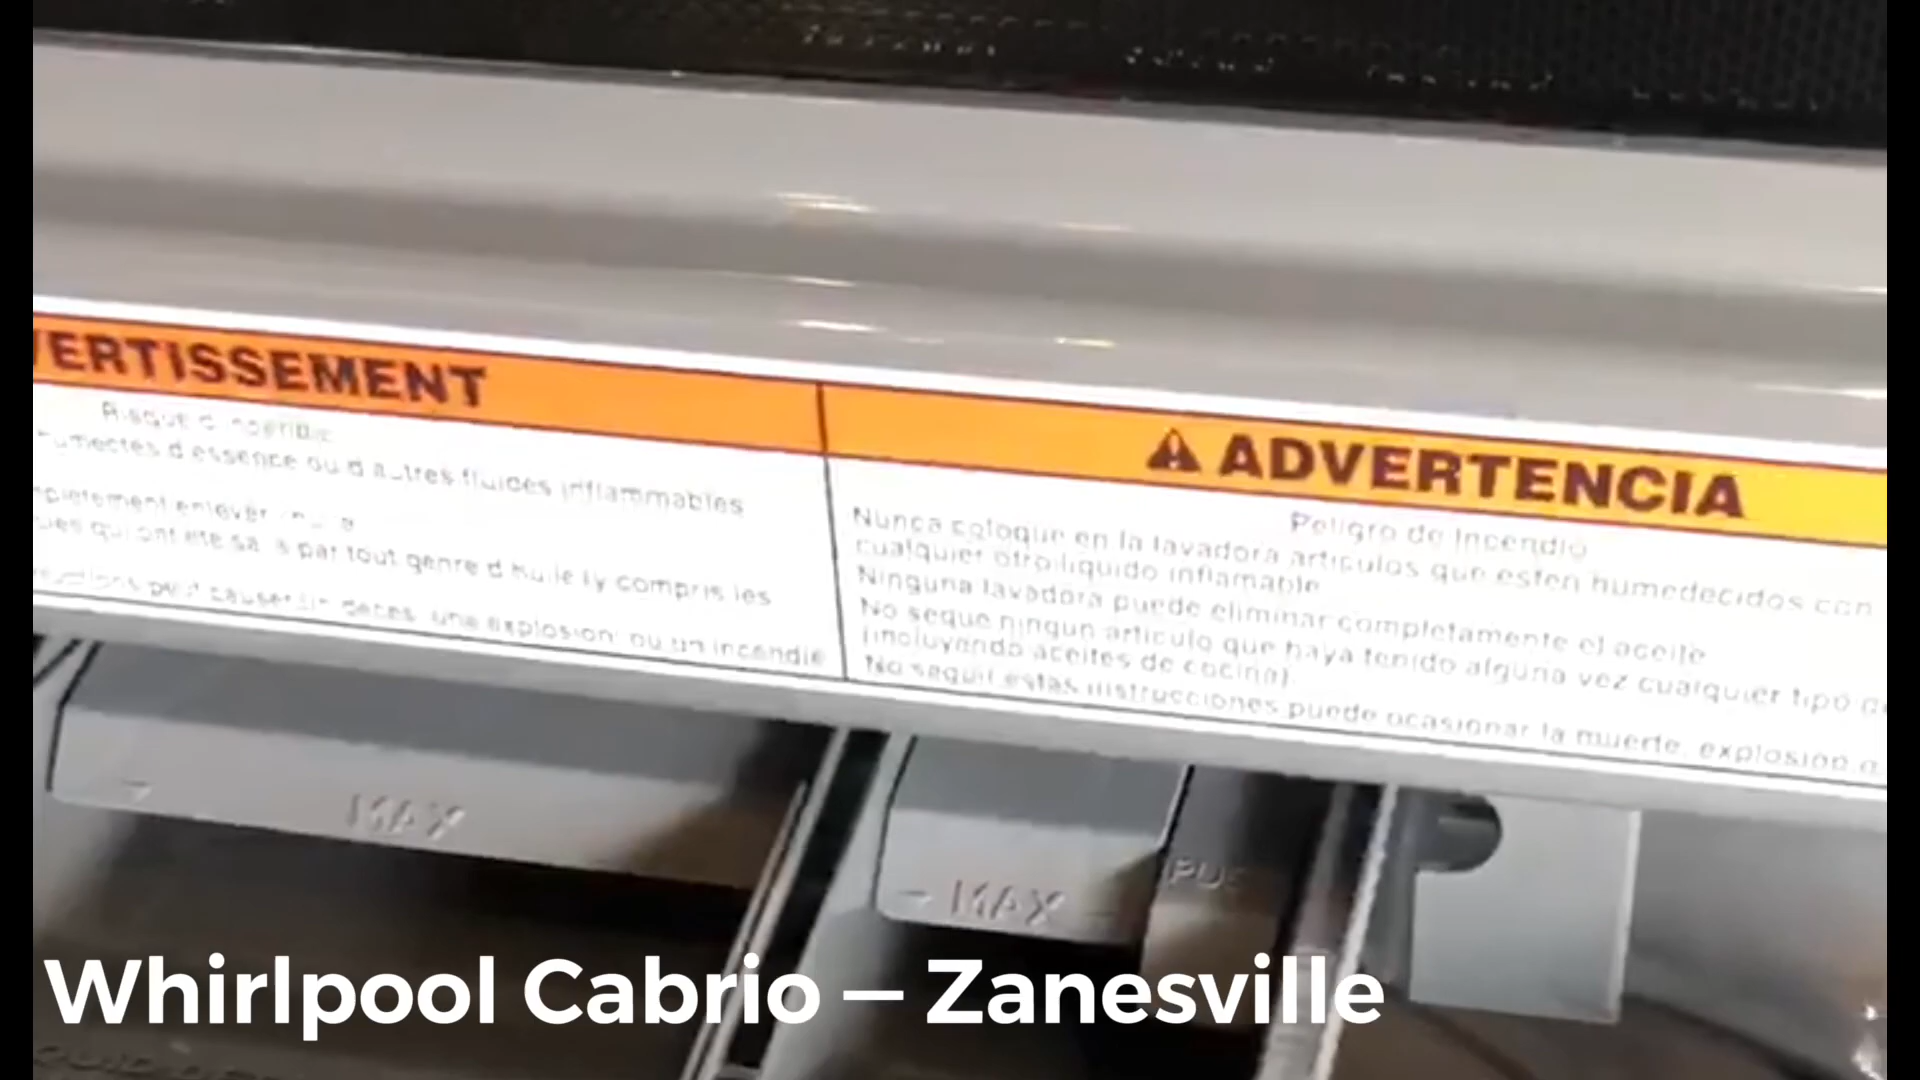 VERTISSEMENT
humectés d'essence ou d'autres fluides inflammables
par tout genre d'huile (y compris les
une explosion ou un incendie
ADVERTENCIA
Peligro de Incendio
Nunca coloque en la lavadora artículos que estén humedecidos con
cualquier otro líquido inflamable
Ninguna lavadora puede eliminar completamente el aceite
No seque ningún artículo que haya tenido alguna vez cualquier tipo
(incluyendo aceites de cocina)
No seguir estas instrucciones puede ocasionar la muerte, explosión o
MAX
MAX
Whirlpool Cabrio – Zanesville